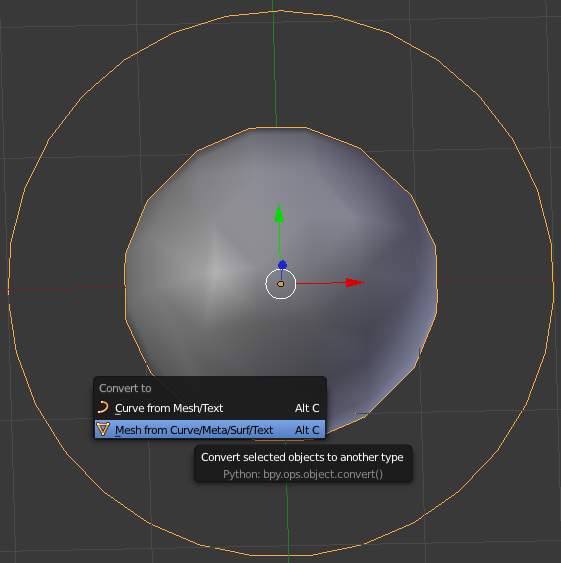 Convert to
Curve from Mesh/Text Alt C
Mesh from Curve/Meta/Surf/Text Alt C
Convert selected objects to another type
Python: bpy.ops.object.convert()